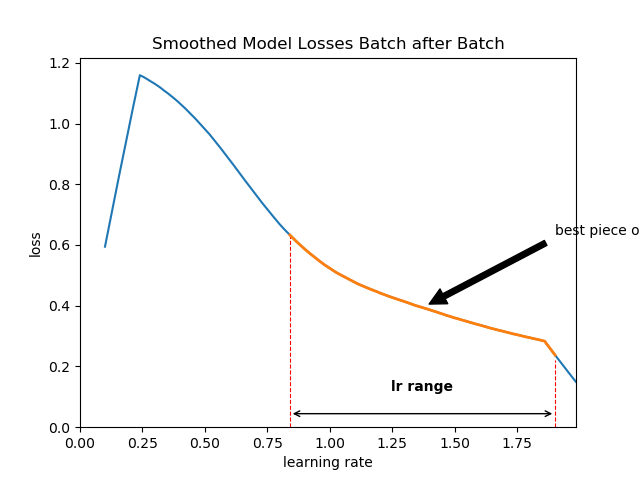 Smoothed Model Losses Batch after Batch
1.2
1.0
0.8
0.6
0.4
0.2
0.0
loss
best piece o
lr range
0.00 0.25 0.50 0.75 1.00 1.25 1.50 1.75
learning rate